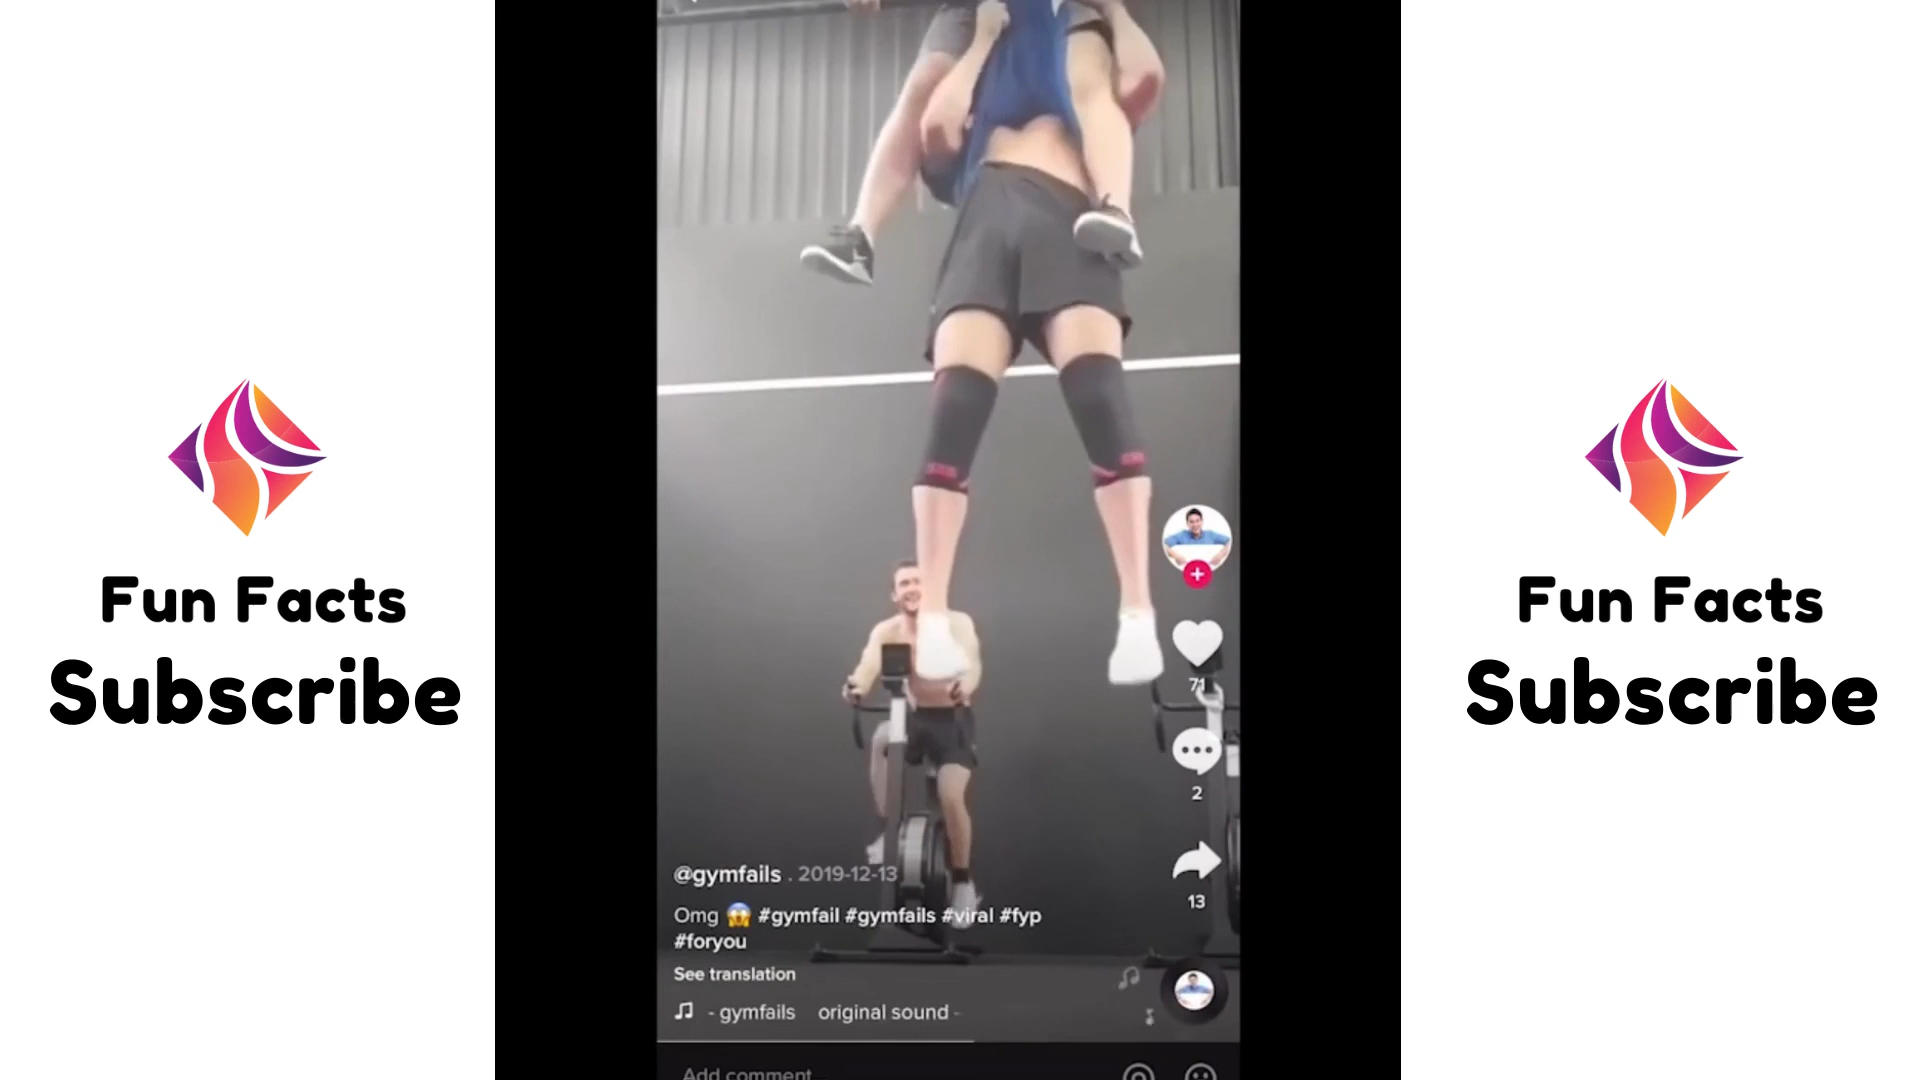 Fun Facts
Subscribe
71
2
13
@gymfails . 2019-12-13
Omg 😱 #gymfail #gymfails #viral #fyp
#foryou
See translation
- gymfails original sound -
Add comment...
Fun Facts
Subscribe